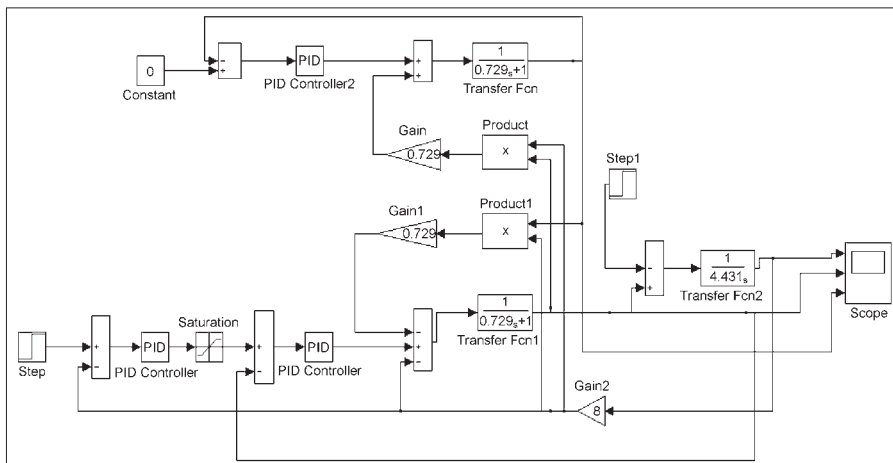 0
Constant
−
+
PID
PID Controller2
+
+
1
0.729s+1
Transfer Fcn
Gain
0.729
Product
x
Step1
Gain1
0.729
Product1
x
−
+
1
4.431s
Transfer Fcn2
Scope
Step
+
−
PID
PID Controller
Saturation
+
−
PID
PID Controller
−
+
−
1
0.729s+1
Transfer Fcn1
Gain2
8